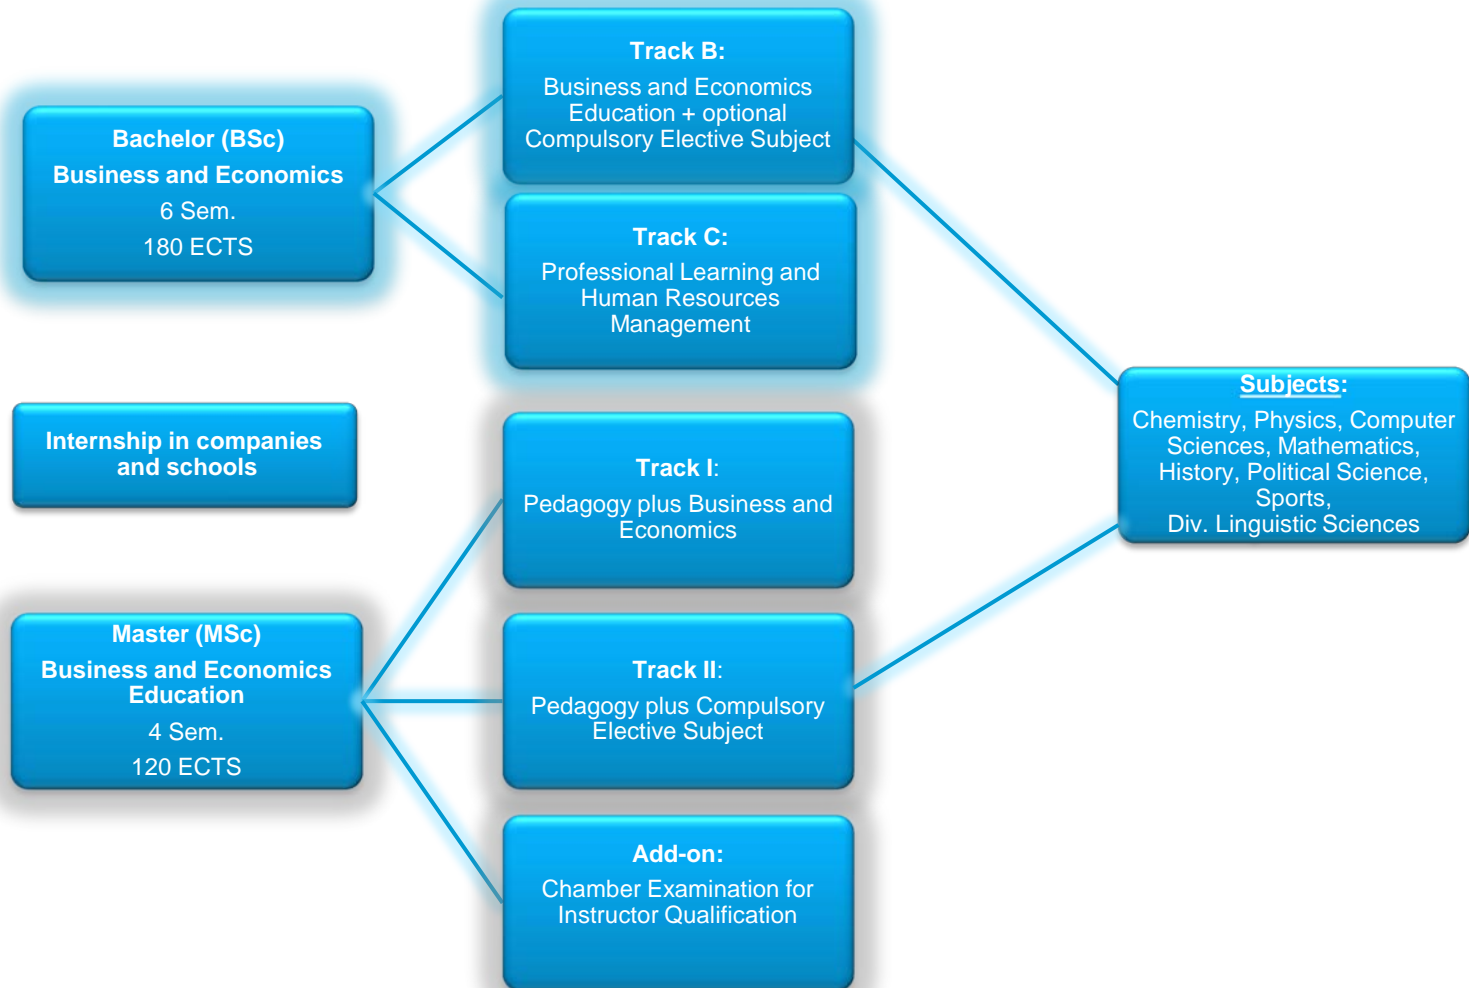 Bachelor (BSc)
Business and Economics
6 Sem.
180 ECTS
Track B:
Business and Economics
Education + optional
Compulsory Elective Subject
Track C:
Professional Learning and
Human Resources
Management
Internship in companies
and schools
Master (MSc)
Business and Economics
Education
4 Sem.
120 ECTS
Track I:
Pedagogy plus Business and
Economics
Track II:
Pedagogy plus Compulsory
Elective Subject
Add-on:
Chamber Examination for
Instructor Qualification
Subjects:
Chemistry, Physics, Computer
Sciences, Mathematics,
History, Political Science,
Sports,
Div. Linguistic Sciences